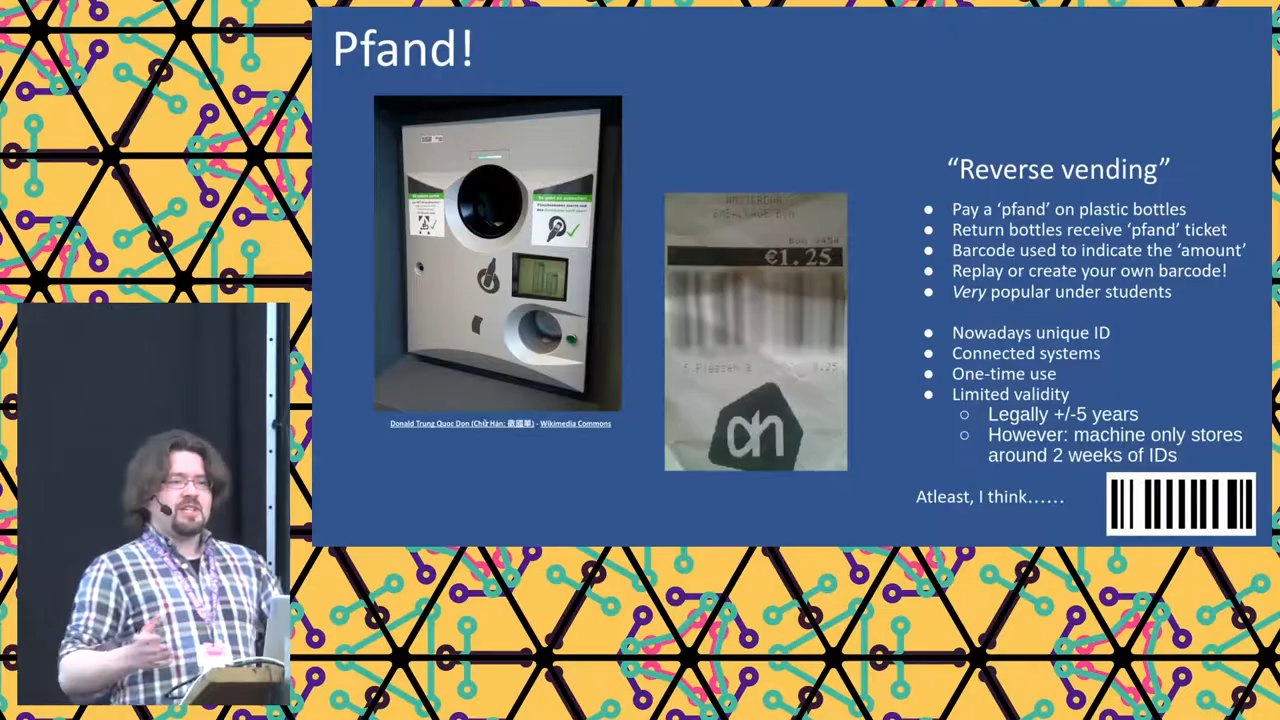 Pfand!
“Reverse vending”
● Pay a ‘pfand’ on plastic bottles
● Return bottles receive ‘pfand’ ticket
● Barcode used to indicate the ‘amount’
● Replay or create your own barcode!
● Very popular under students
● Nowadays unique ID
● Connected systems
● One-time use
● Limited validity
○ Legally +/-5 years
○ However: machine only stores
around 2 weeks of IDs
Atleast, I think……
€1.25
ah
Donald Trung Quoc Don (Chữ Hán: 徵國單) - Wikimedia Commons